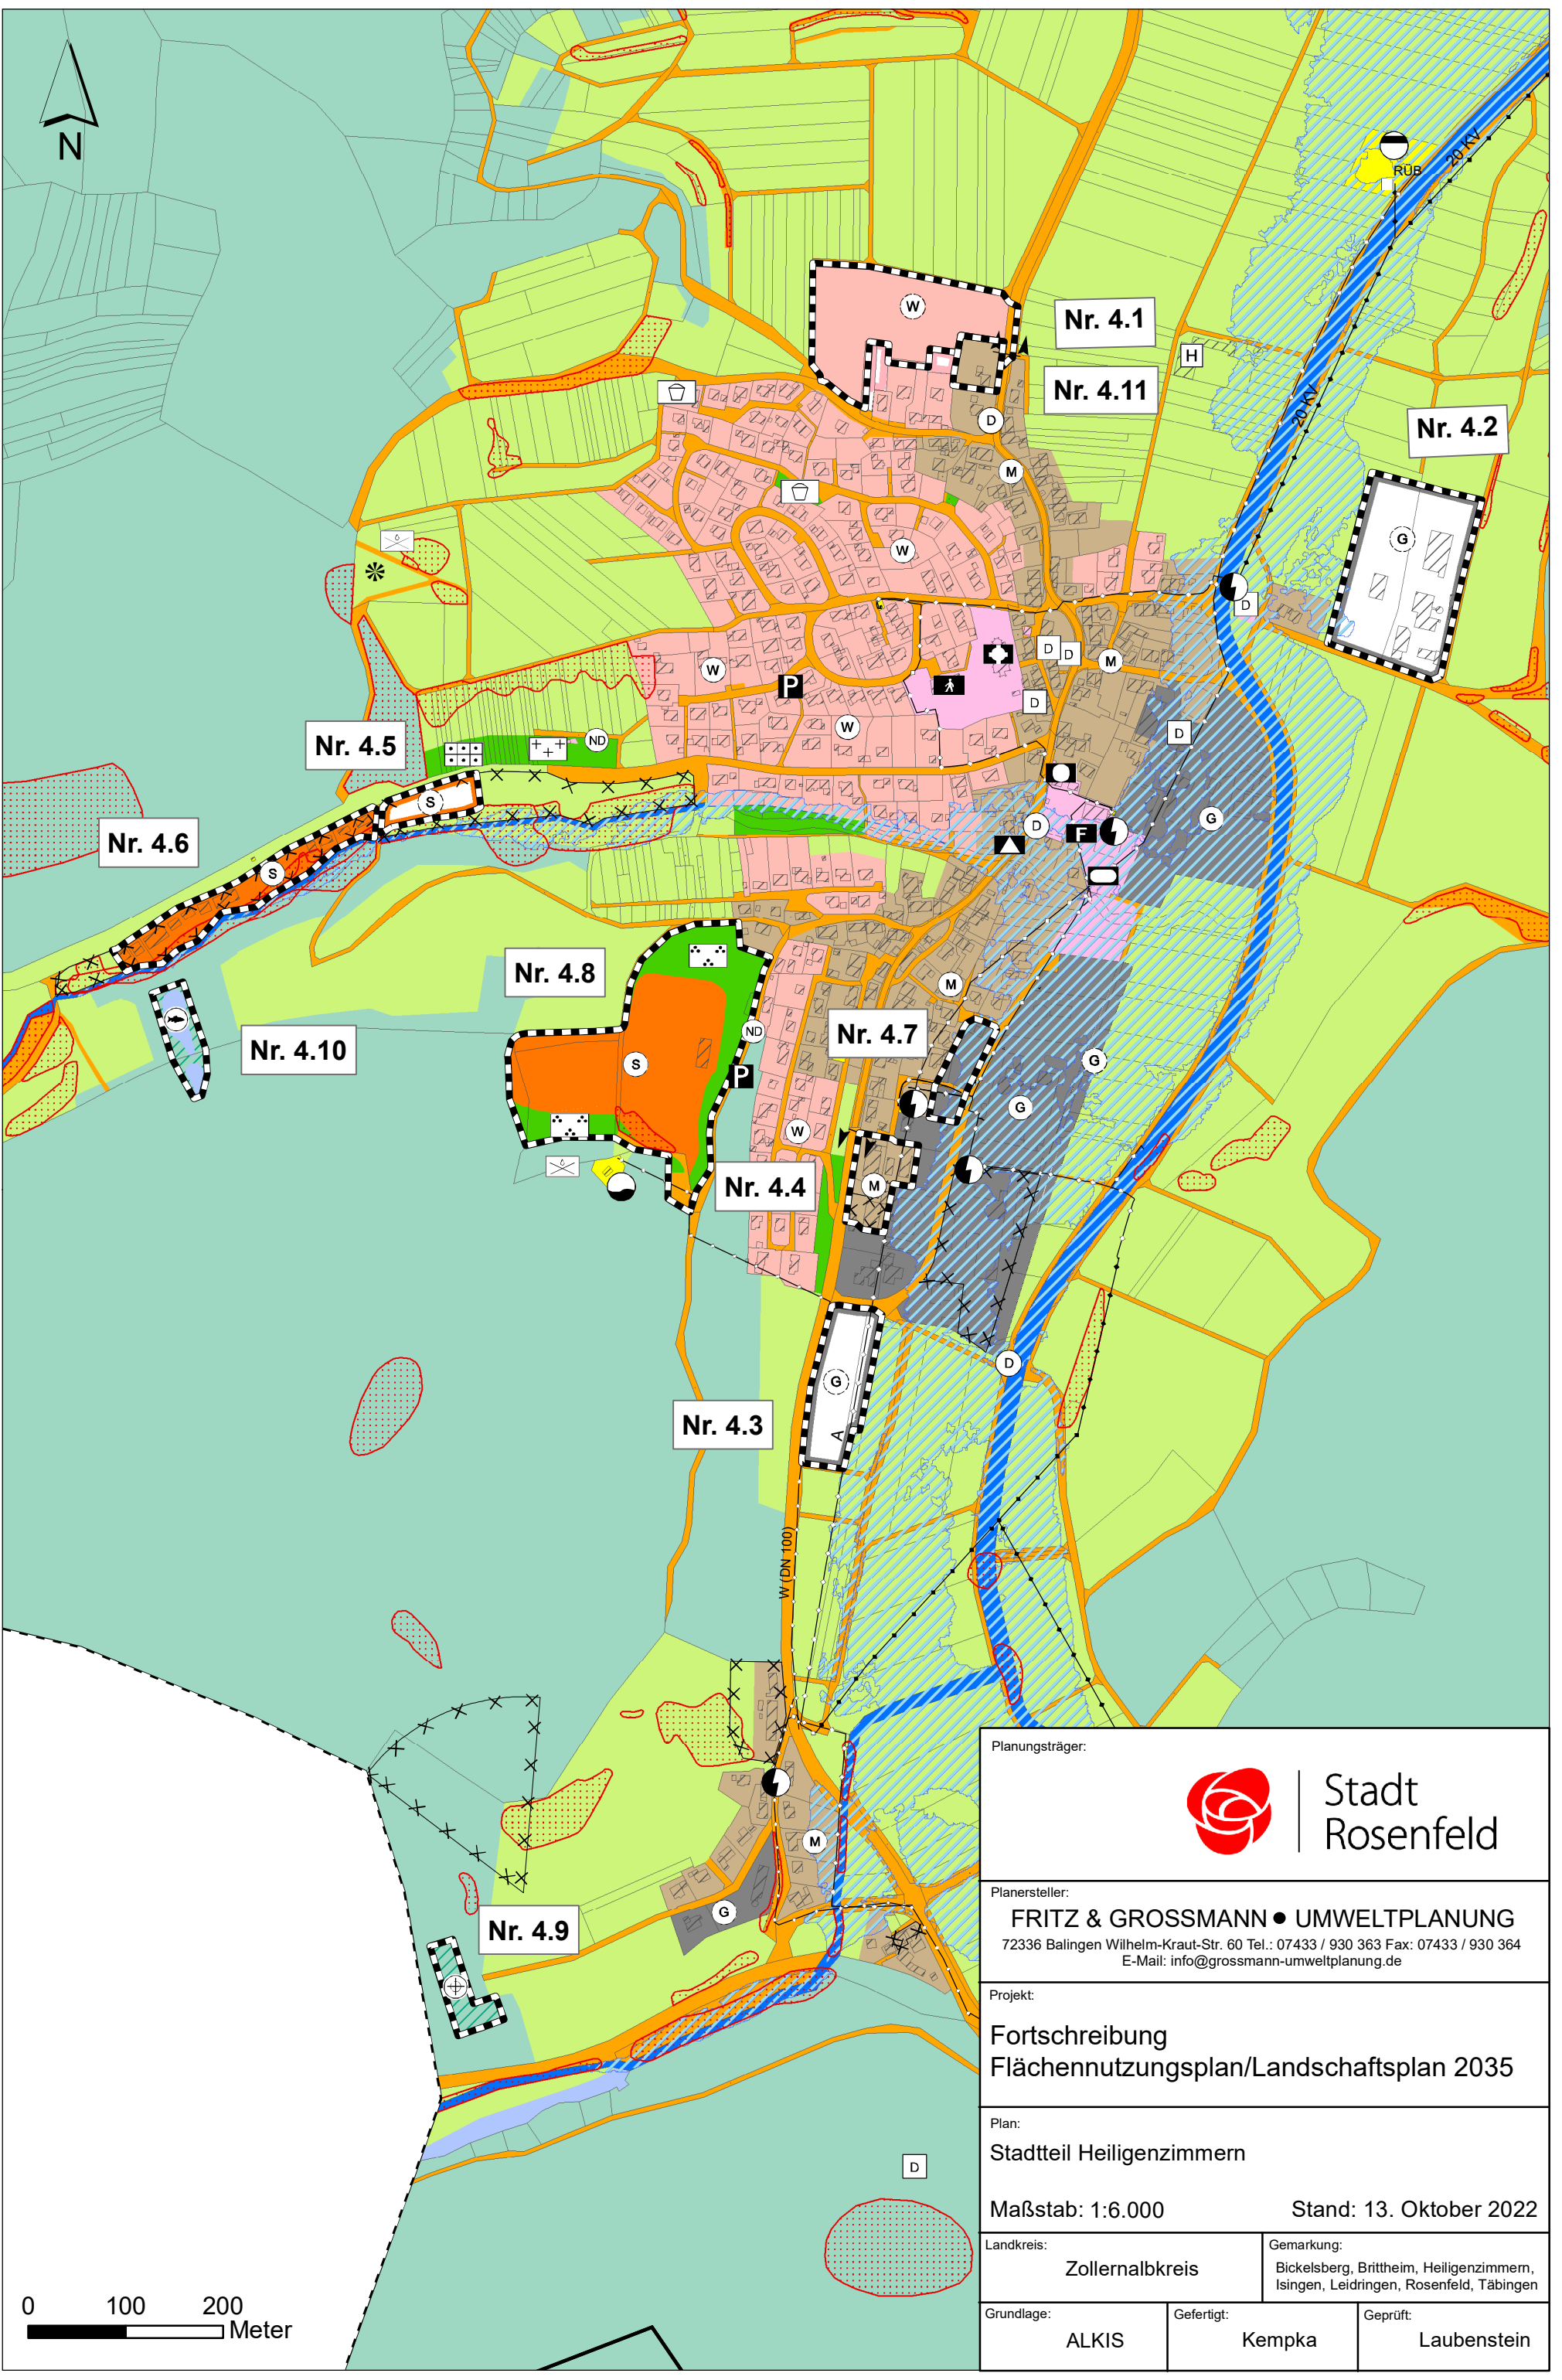 N
20 KV
RÜB
W
Nr. 4.1
H
Nr. 4.11
20 KV
D
Nr. 4.2
M
G
W
D
D
D
M
W
P
D
W
ND
D
Nr. 4.5
S
G
D
F
Nr. 4.6
S
Nr. 4.8
M
Nr. 4.7
ND
Nr. 4.10
S
G
P
G
W
Nr. 4.4
M
D
G
Nr. 4.3
A
W (DN 100)
M
G
Nr. 4.9
D
0 100 200
Meter
Planungsträger:
Stadt
Rosenfeld
Planersteller:
FRITZ & GROSSMANN ● UMWELTPLANUNG
72336 Balingen Wilhelm-Kraut-Str. 60 Tel.: 07433 / 930 363 Fax: 07433 / 930 364
E-Mail: info@grossmann-umweltplanung.de
Projekt:
Fortschreibung
Flächennutzungsplan/Landschaftsplan 2035
Plan:
Stadtteil Heiligenzimmern
Maßstab: 1:6.000 Stand: 13. Oktober 2022
Landkreis:
Zollernalbkreis
Gemarkung:
Bickelsberg, Brittheim, Heiligenzimmern,
Isingen, Leidringen, Rosenfeld, Täbingen
Grundlage:
ALKIS
Gefertigt:
Kempka
Geprüft:
Laubenstein